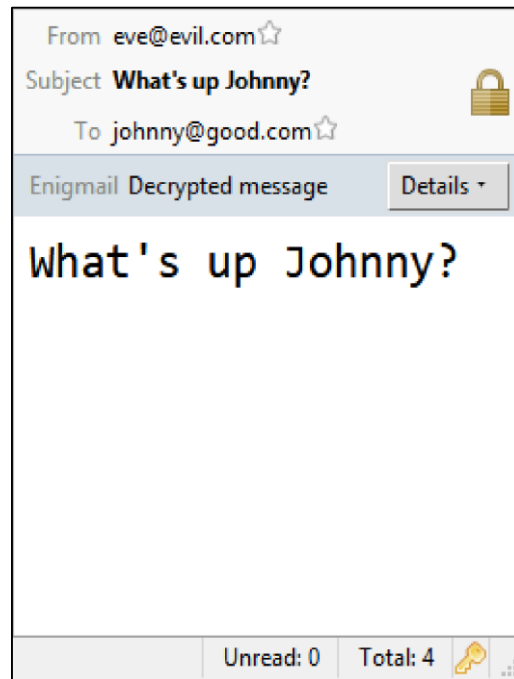 From eve@evil.com
Subject What's up Johnny?
To johnny@good.com
Enigmail Decrypted message Details
What's up Johnny?
Unread: 0 Total: 4